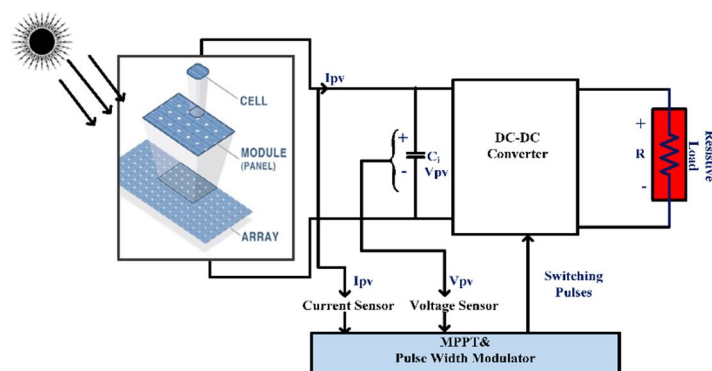 CELL
MODULE
(PANEL)
ARRAY
Ipv
+
-
Ci
Vpv
DC-DC
Converter
+
R
-
Resistive
Load
Ipv
Vpv
Current Sensor
Voltage Sensor
Switching
Pulses
MPPT&
Pulse Width Modulator